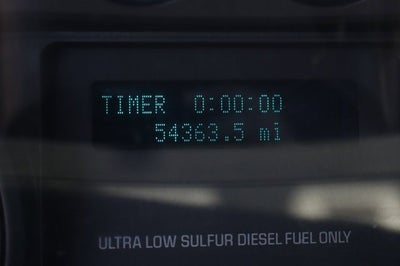 TIMER 0:00:00
54363.5 mi
ULTRA LOW SULFUR DIESEL FUEL ONLY